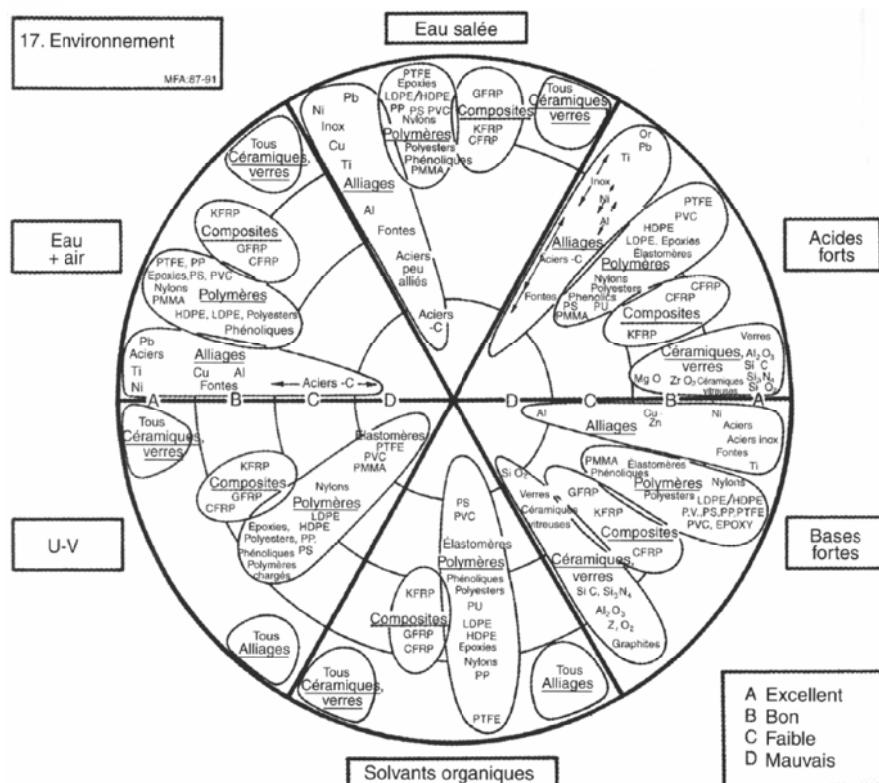 17. Environnement
MFA:87-91
Eau salée
Pb
Ni
Inox
Cu
Ti
Alliages
Al
Fontes
Aciers
peu
alliés
Aciers
-C
PTFE
Epoxies
LDPE/HDPE
PP PS PVC
Nylons
Polymères
Polyesters
Phénoliques
PMMA
GFRP
Composites
KFRP
CFRP
Tous
Céramiques,
verres
Acides
forts
Or
Pb
Ti
Inox
Ni
Al
Alliages
Aciers -C
Fontes
PTFE
PVC
HDPE
LDPE, Epoxies
Élastomères
Polymères
Nylons
Polyesters
Phenolics
PS PU
PMMA
CFRP
CFRP
Composites
KFRP
Verres
Céramiques,
verres
Al2O3
Si C
Si3N4
Si O2
Mg O
Zr O2
Céramiques
vitreuses
Eau
+ air
Tous
Céramiques,
verres
KFRP
Composites
GFRP
CFRP
PTFE, PP
Epoxies,PS, PVC
Nylons
PMMA
Polymères
HDPE, LDPE, Polyesters
Phénoliques
Pb
Aciers
Ti
Ni
Alliages
Cu Al
Fontes
Aciers -C
A B C D D C B A
U-V
Tous
Céramiques,
verres
KFRP
Composites
GFRP
CFRP
Élastomères
PTFE
PVC
PMMA
Nylons
Polymères
LDPE
HDPE
Epoxies,
Polyesters, PP,
PS
Phénoliques
Polymères
chargés
Tous
Alliages
Bases
fortes
Al
Cu -
Zn
Ni
Alliages
Aciers
Aciers inox
Fontes
Ti
PMMA
Phénoliques
Élastomères
Nylons
Polymères
Polyesters
LDPE/HDPE
P.V.,PS,PP,PTFE
PVC, EPOXY
GFRP
KFRP
Composites
CFRP
Si O2
Verres
Céramiques
vitreuses
Céramiques,
verres
Si C, Si3N4
Al2O3
Z, O2
Graphites
Solvants organiques
Tous
Céramiques,
verres
KFRP
Composites
GFRP
CFRP
PS
PVC
Élastomères
Polymères
Phénoliques
Polyesters
PU
LDPE
HDPE
Epoxies
Nylons
PP
PTFE
Tous
Alliages
A Excellent
B Bon
C Faible
D Mauvais